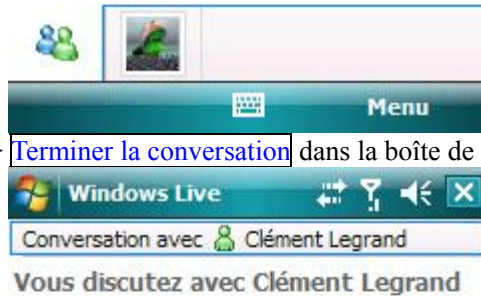 Menu
Terminer la conversation dans la boîte de
Windows Live
Conversation avec Clément Legrand
Vous discutez avec Clément Legrand